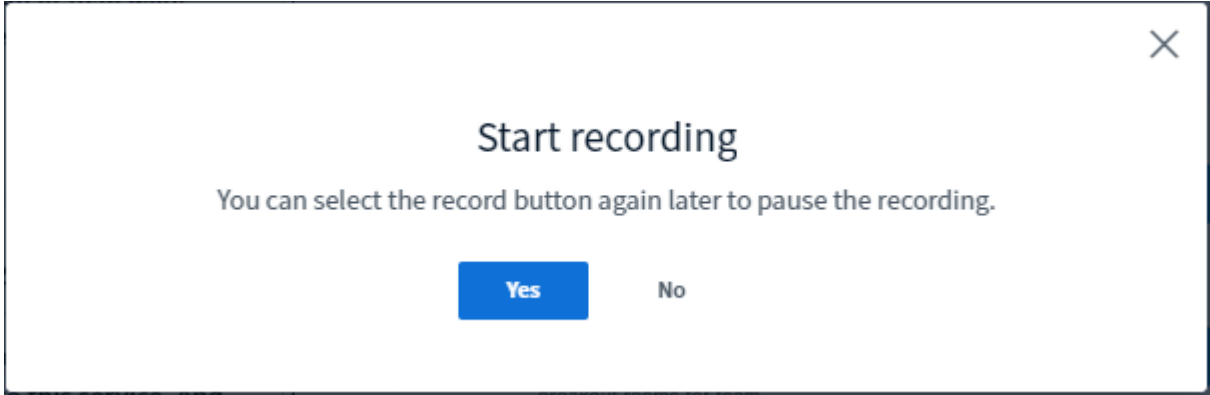 Start recording
You can select the record button again later to pause the recording.
Yes
No